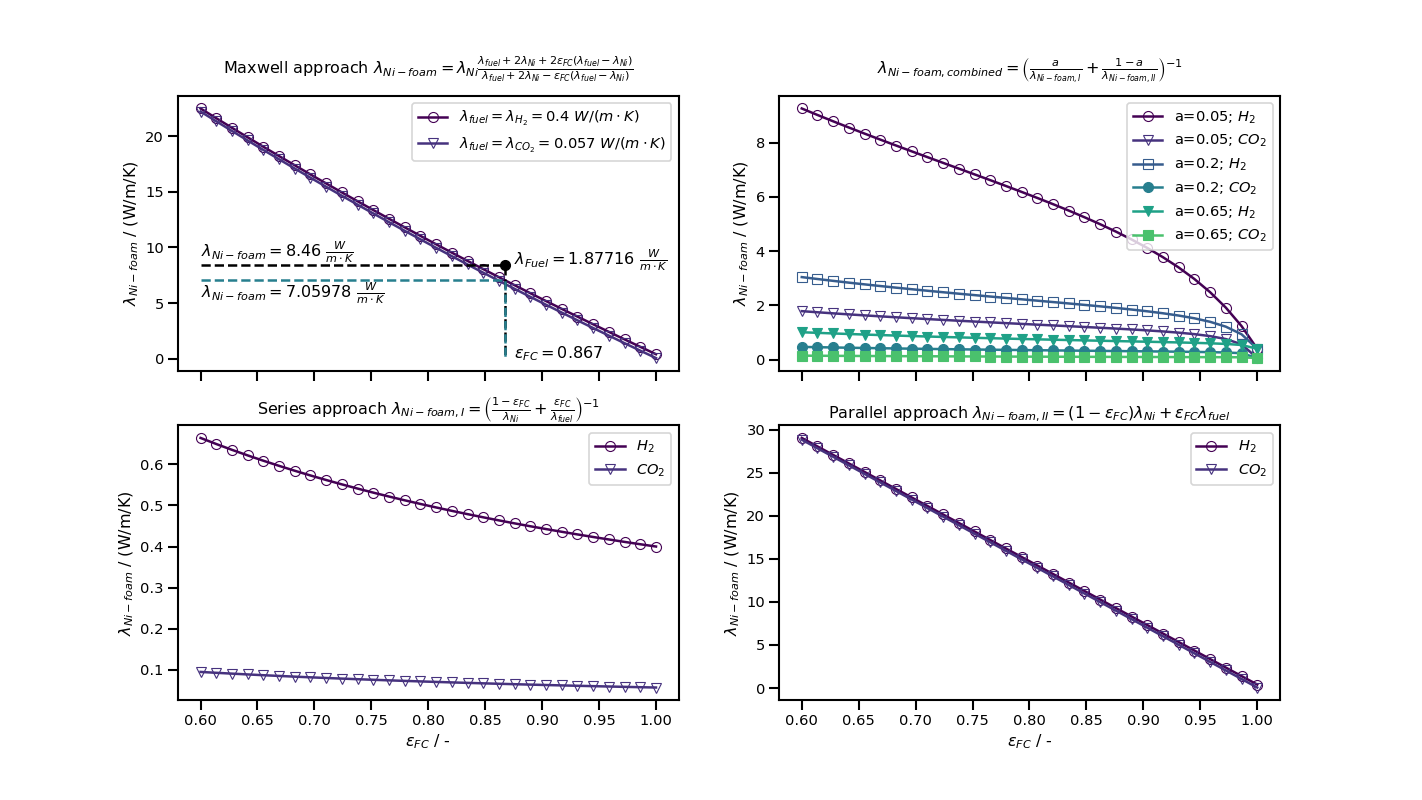 Maxwell approach λ_{Ni−foam} = λ_{Ni} \frac{λ_{fuel}+2λ_{Ni}+2ε_{FC}(λ_{fuel}−λ_{Ni})}{λ_{fuel}+2λ_{Ni}−ε_{FC}(λ_{fuel}−λ_{Ni})}
λ_{Ni−foam} / (W/m/K)
20
15
10
5
0
λ_{fuel} = λ_{H_2} = 0.4 W/(m · K)
λ_{fuel} = λ_{CO_2} = 0.057 W/(m · K)
λ_{Ni−foam} = 8.46 \frac{W}{m·K}
λ_{Ni−foam} = 7.05978 \frac{W}{m·K}
λ_{Fuel} = 1.87716 \frac{W}{m·K}
ε_{FC} = 0.867
λ_{Ni−foam, combined} = (\frac{a}{λ_{Ni−foam, I}} + \frac{1−a}{λ_{Ni−foam, II}})^{−1}
λ_{Ni−foam} / (W/m/K)
8
6
4
2
0
a=0.05; H_2
a=0.05; CO_2
a=0.2; H_2
a=0.2; CO_2
a=0.65; H_2
a=0.65; CO_2
Series approach λ_{Ni−foam, I} = (\frac{1−ε_{FC}}{λ_{Ni}} + \frac{ε_{FC}}{λ_{fuel}})^{−1}
λ_{Ni−foam} / (W/m/K)
0.6
0.5
0.4
0.3
0.2
0.1
H_2
CO_2
0.60 0.65 0.70 0.75 0.80 0.85 0.90 0.95 1.00
ε_{FC} / -
Parallel approach λ_{Ni−foam, II} = (1 − ε_{FC})λ_{Ni} + ε_{FC}λ_{fuel}
λ_{Ni−foam} / (W/m/K)
30
25
20
15
10
5
0
H_2
CO_2
0.60 0.65 0.70 0.75 0.80 0.85 0.90 0.95 1.00
ε_{FC} / -